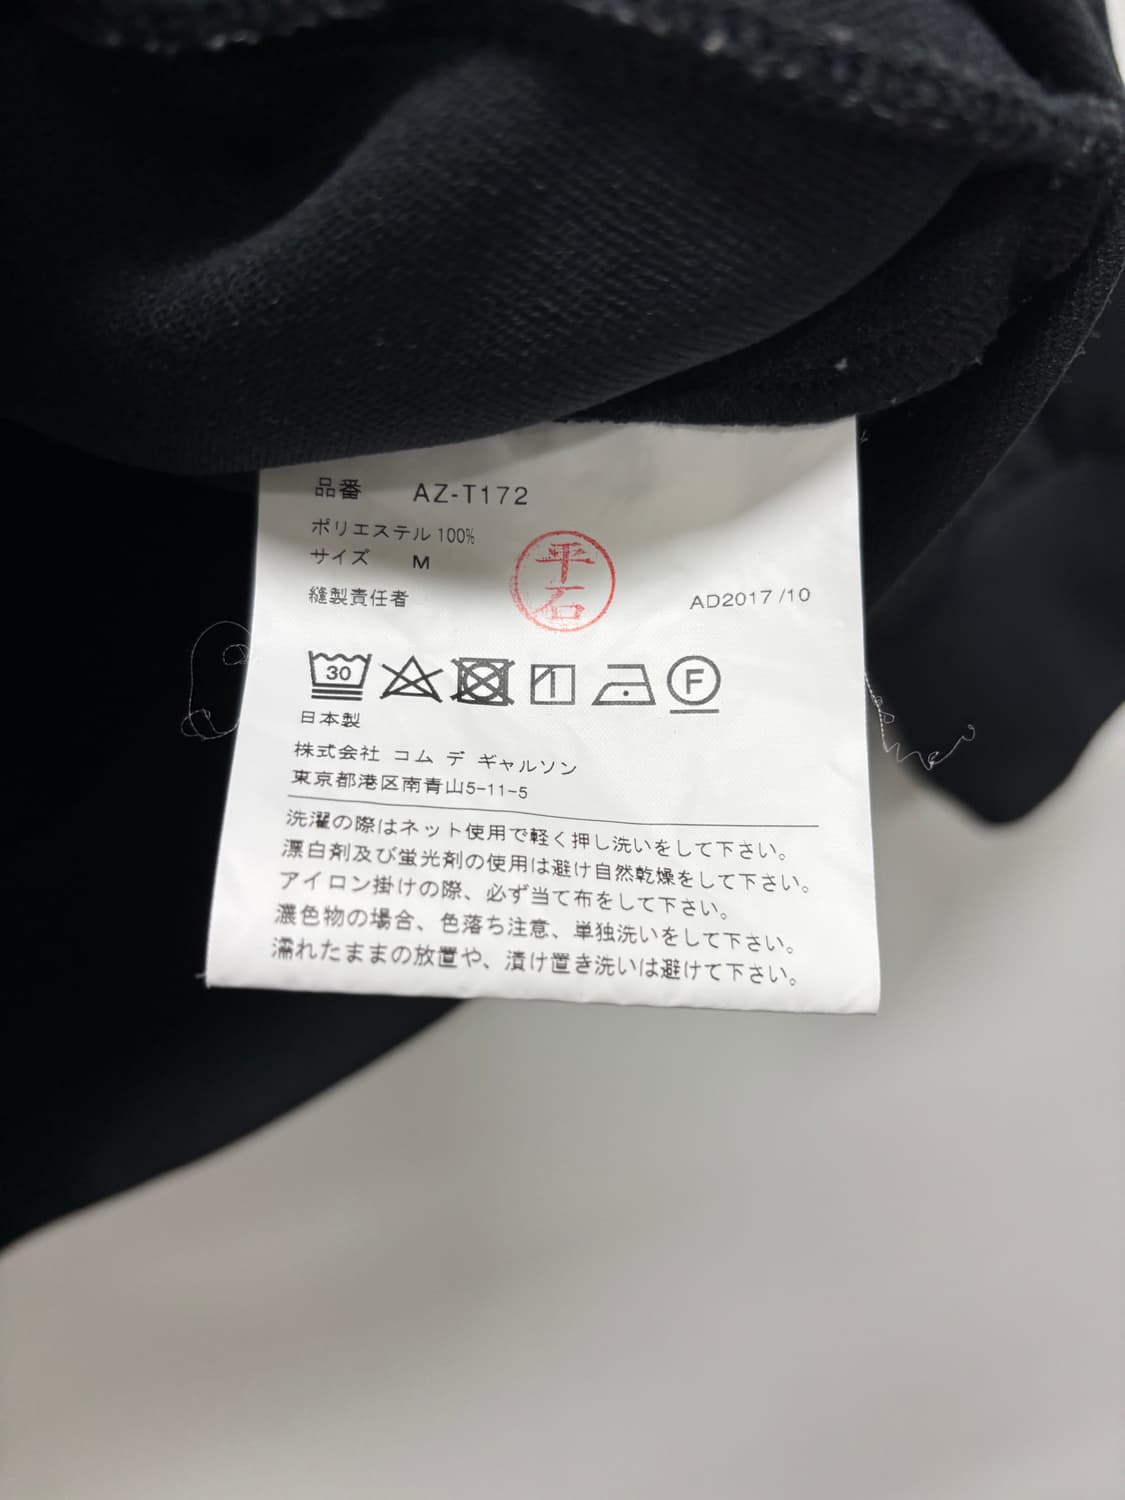 品番 AZ-T172
ポリエステル 100%
サイズ M
縫製責任者 平石 AD2017/10
30 F
日本製
株式会社 コム デ ギャルソン
東京都港区南青山5-11-5
洗濯の際はネット使用で軽く押し洗いをして下さい。
漂白剤及び蛍光剤の使用は避け自然乾燥をして下さい。
アイロン掛けの際、必ず当て布をして下さい。
濃色物の場合、色落ち注意、単独洗いをして下さい。
濡れたままの放置や、漬け置き洗いは避けて下さい。